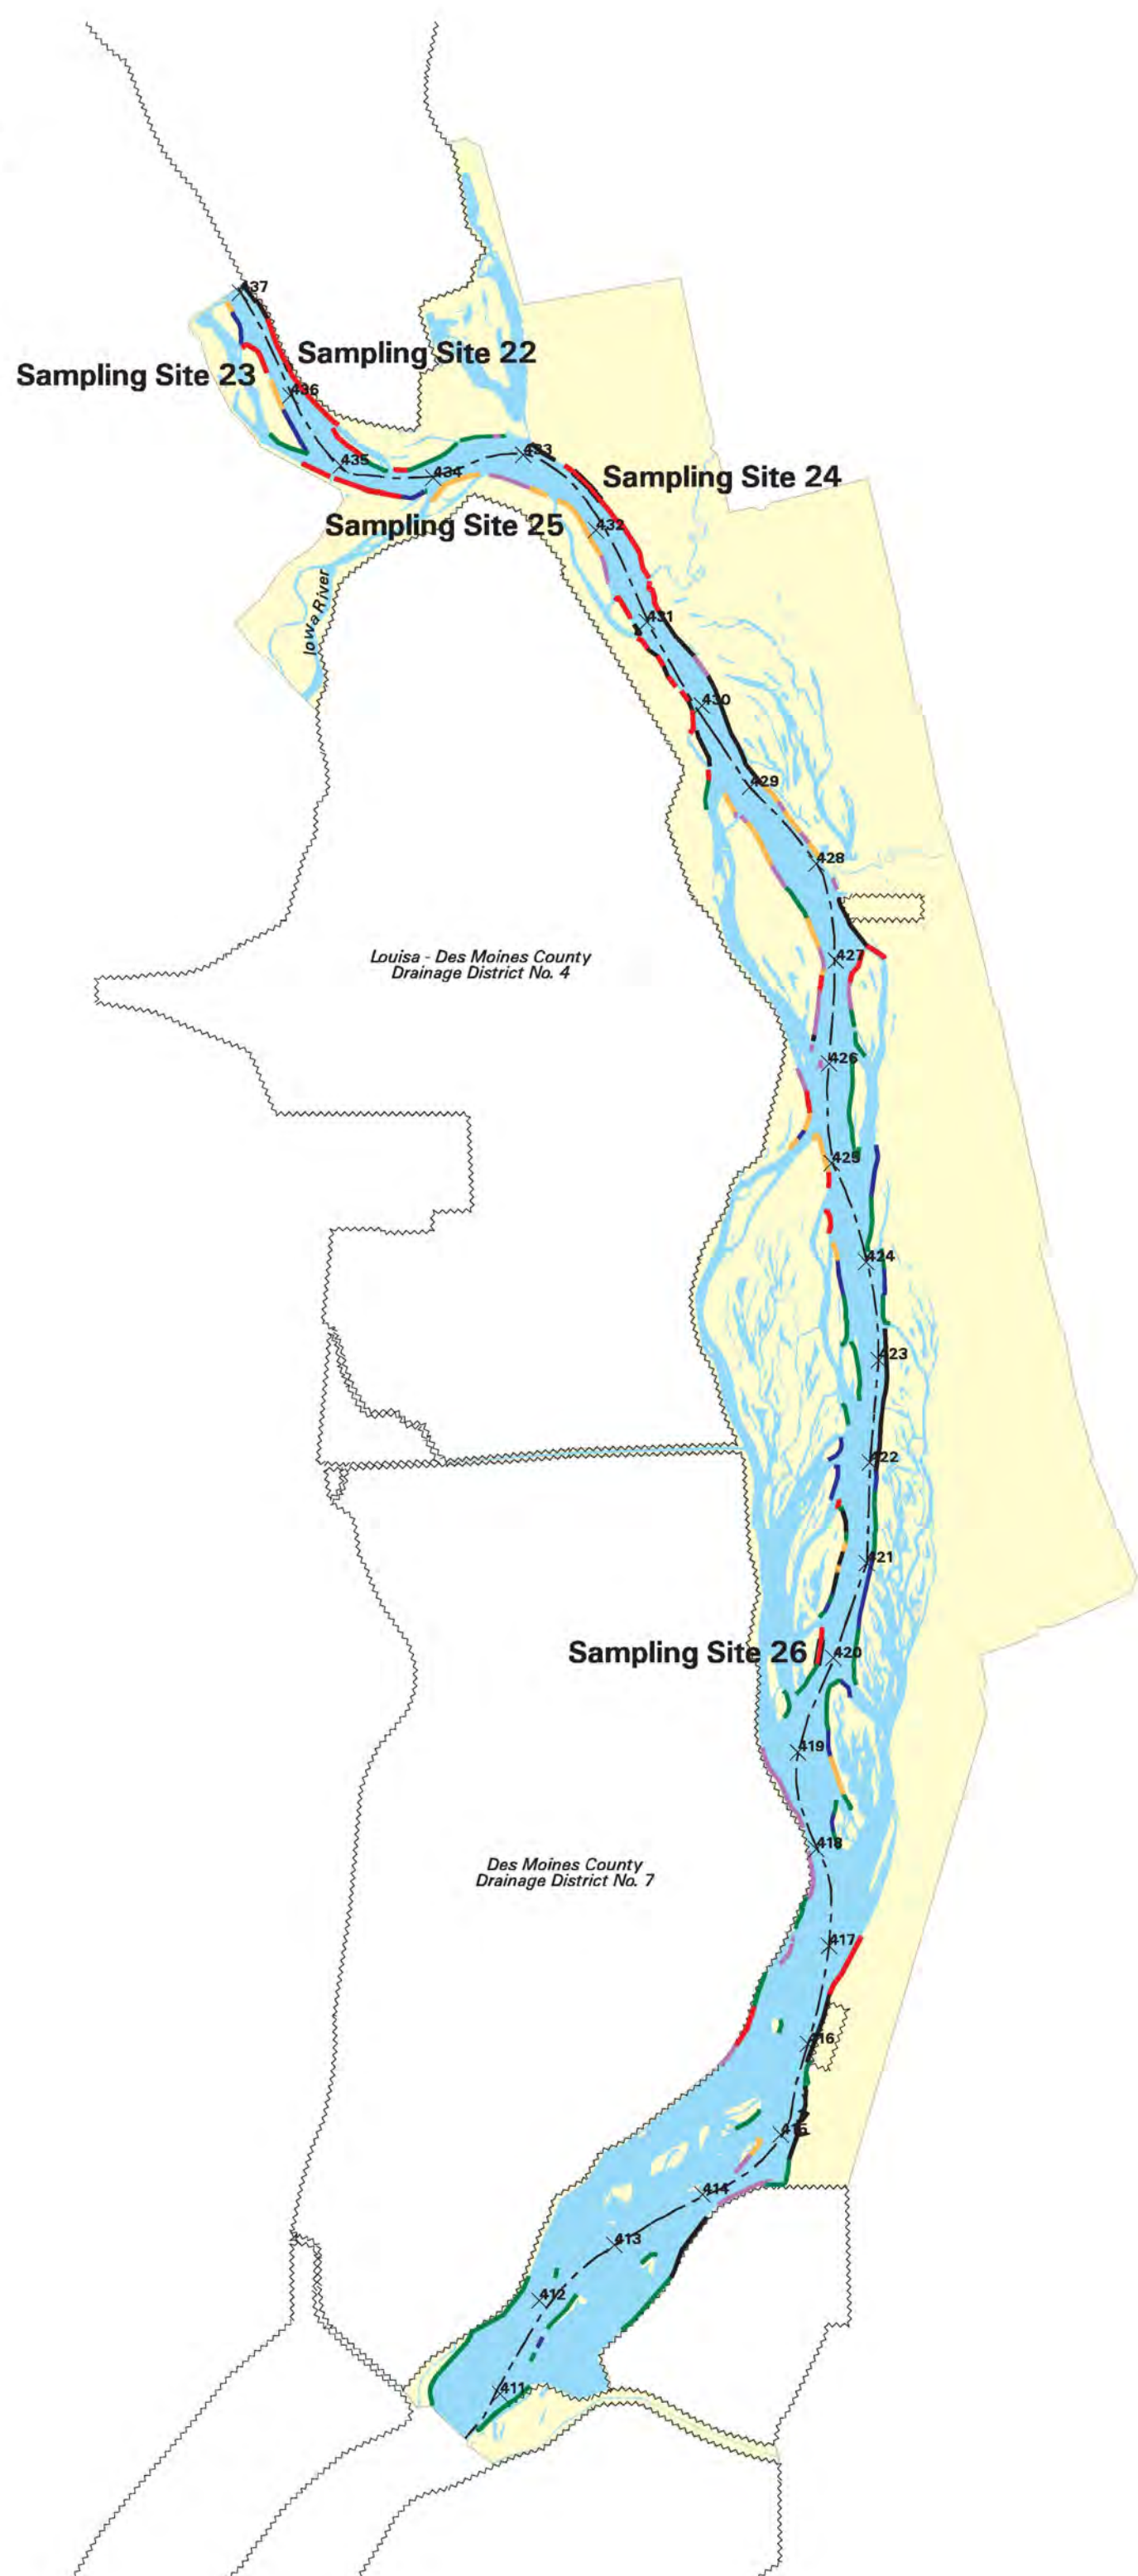 437
Sampling Site 22
Sampling Site 23
436
433
435
434
Sampling Site 24
Sampling Site 25
432
Iowa River
431
430
429
428
Louisa - Des Moines County
Drainage District No. 4
427
426
425
424
423
422
421
Sampling Site 26
420
419
418
Des Moines County
Drainage District No. 7
417
416
415
414
413
412
411